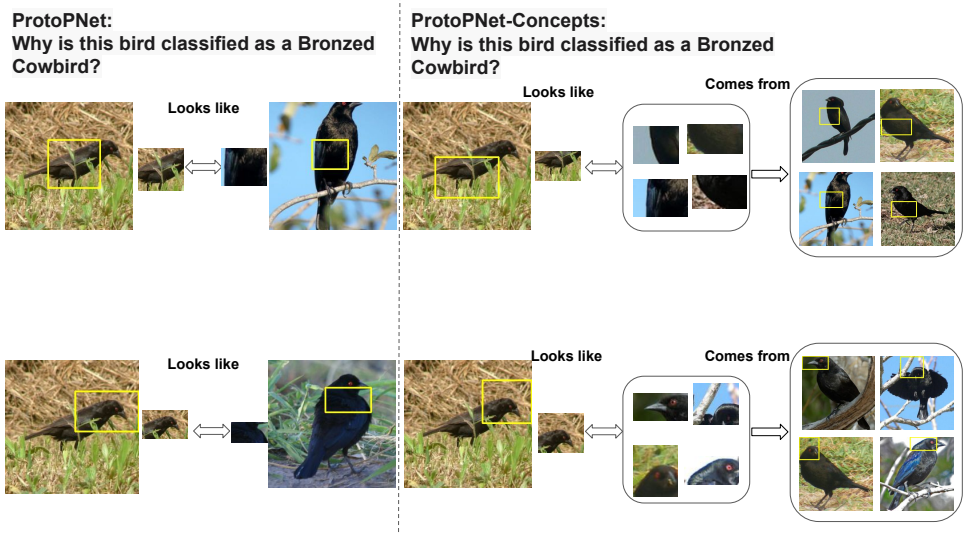 ProtoPNet:
Why is this bird classified as a Bronzed
Cowbird?
Looks like
Looks like
ProtoPNet-Concepts:
Why is this bird classified as a Bronzed
Cowbird?
Looks like
Comes from
Looks like
Comes from